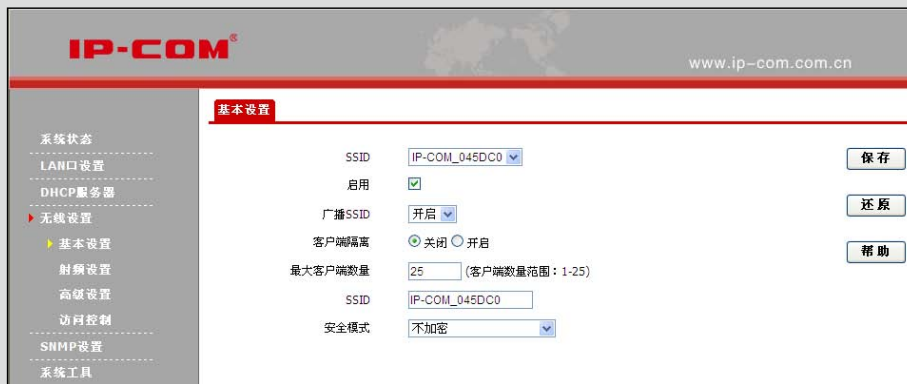 IP-COM®
www.ip-com.com.cn
基本设置
系统状态
LAN口设置
DHCP服务器
无线设置
基本设置
射频设置
高级设置
访问控制
SNMP设置
系统工具
SSID IP-COM_045DC0
启用
广播SSID 开启
客户端隔离 关闭 开启
最大客户端数量 25 (客户端数量范围：1-25)
SSID IP-COM_045DC0
安全模式 不加密
保存
还原
帮助